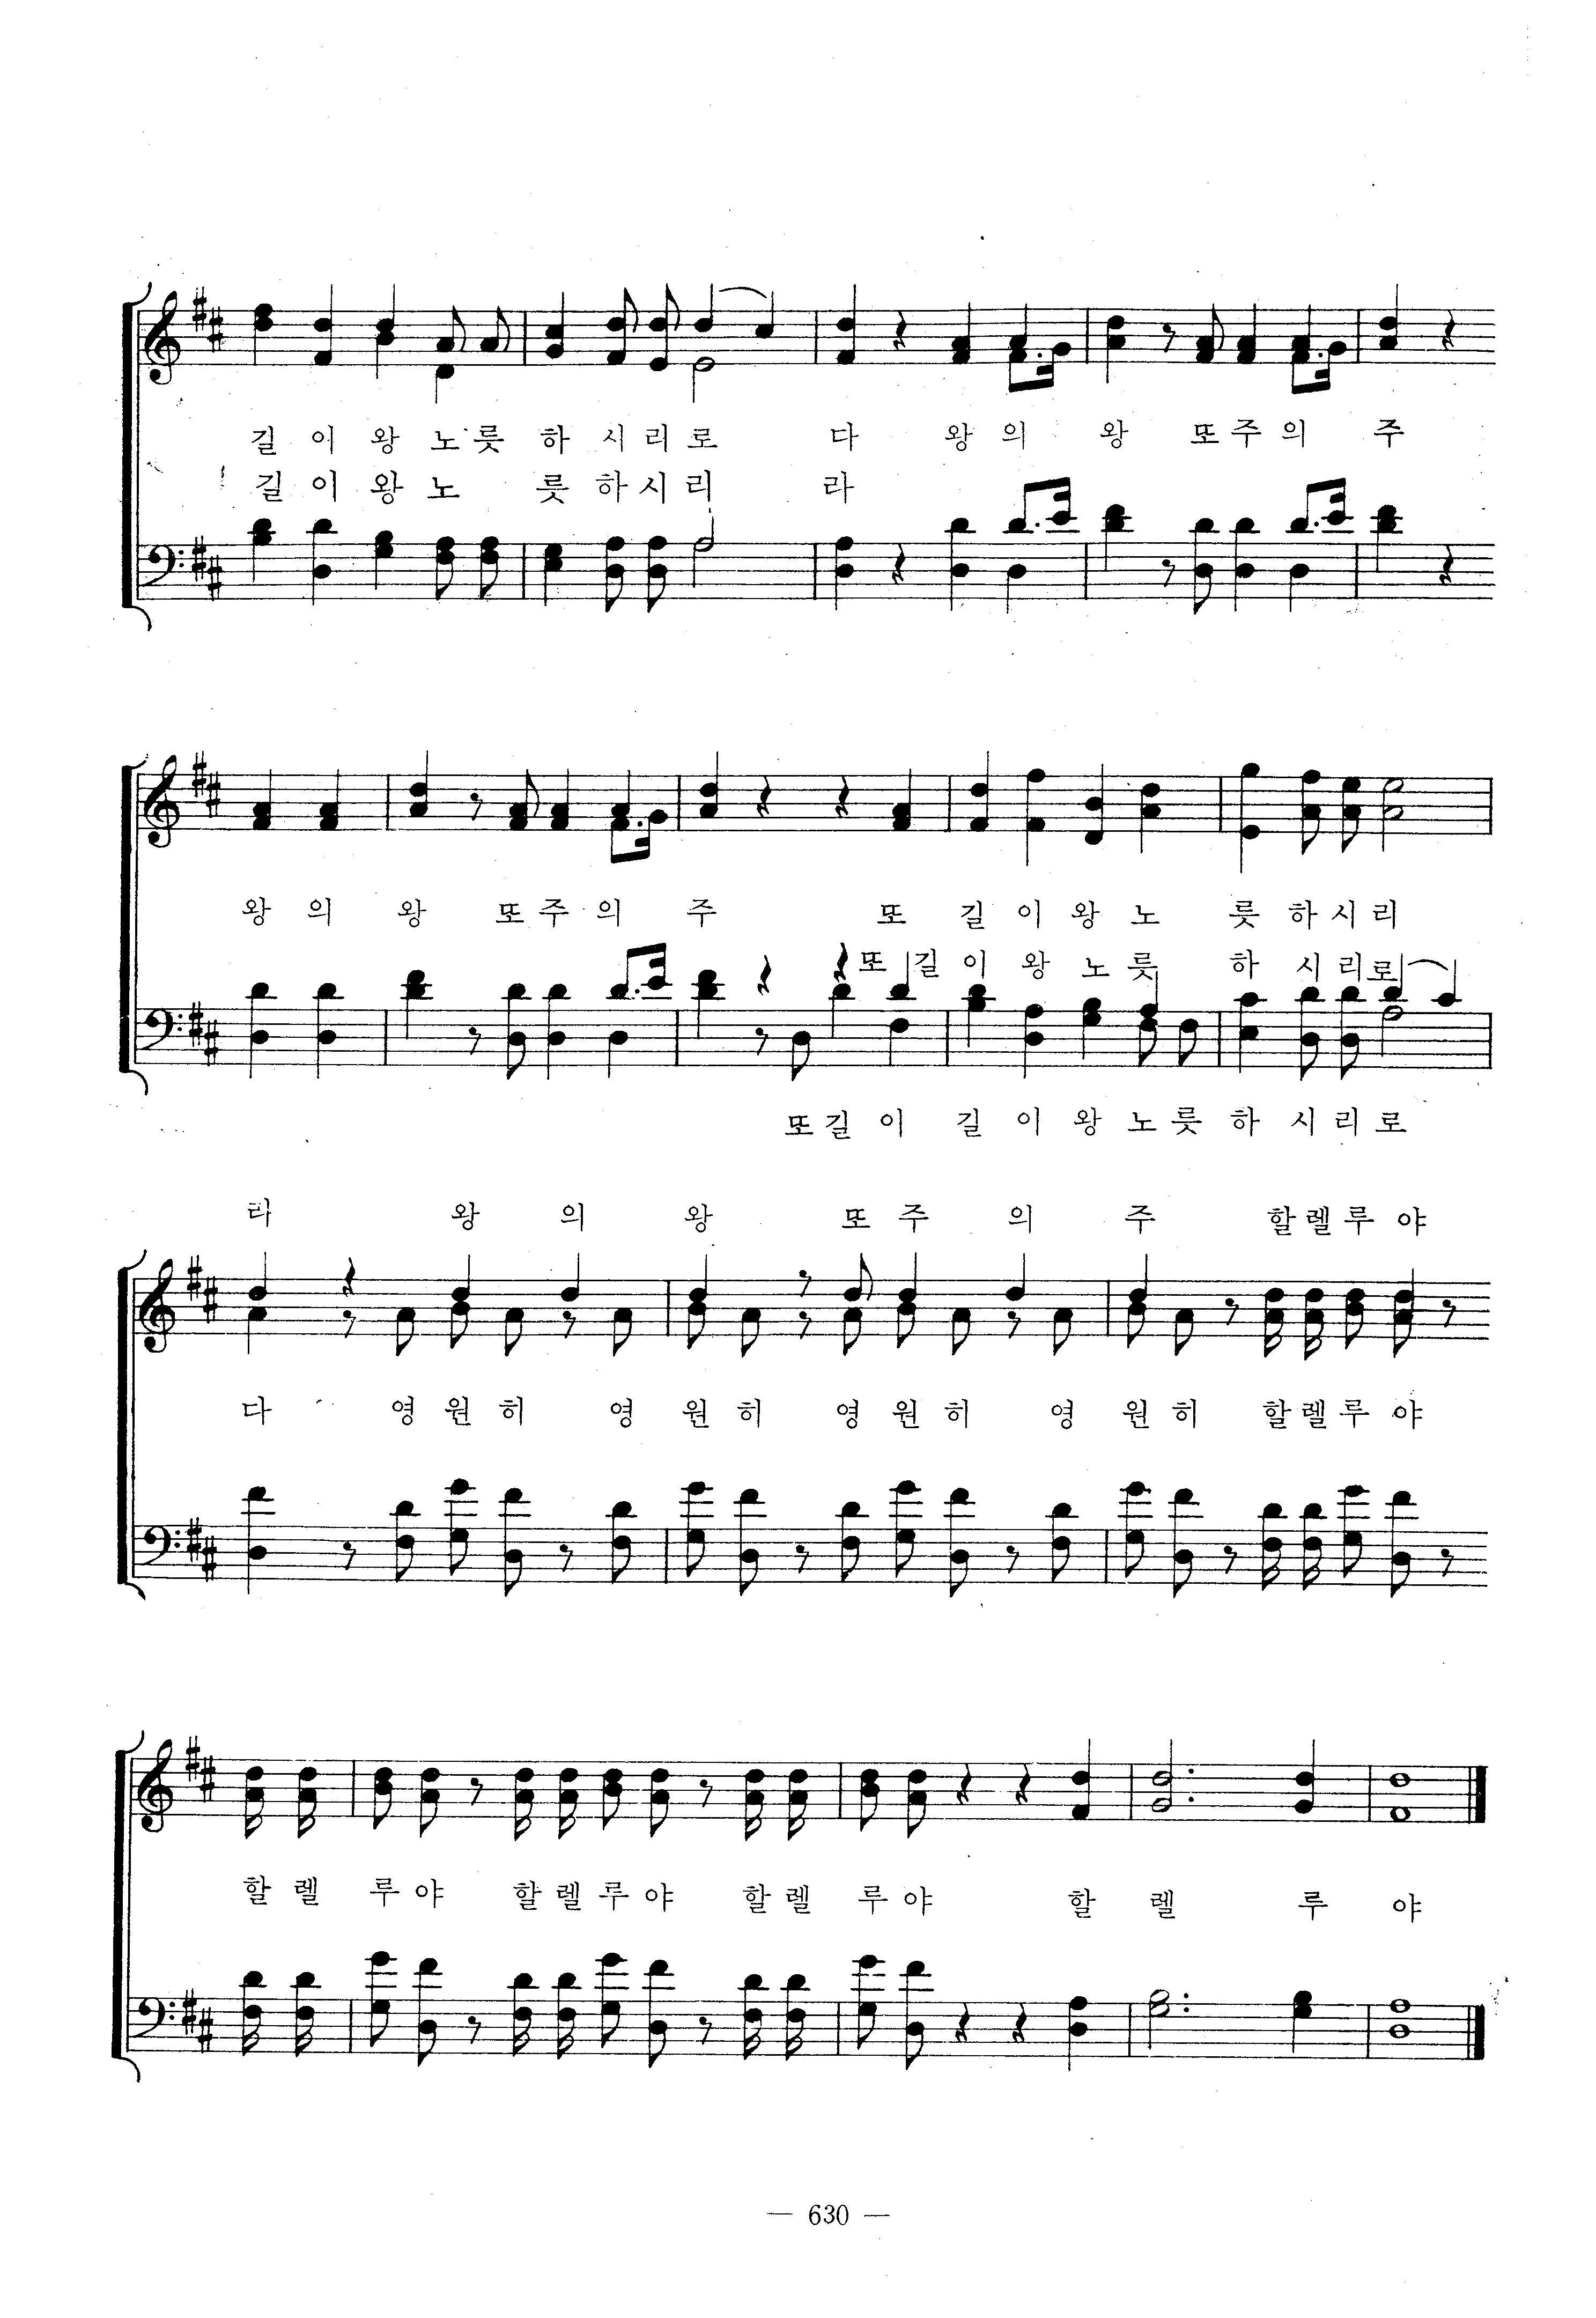 길 이 왕 노 릇 하 시 리 로 다 왕 의 왕 또 주 의 주
길 이 왕 노 릇 하 시 리 라
왕 의 왕 또 주 의 주 또 길 이 왕 노 릇 하 시 리
또 길 이 왕 노 릇 하 시 리 로
또 길 이 길 이 왕 노 릇 하 시 리 로
라 왕 의 왕 또 주 의 주 할 렐 루 야
다 영 원 히 영 원 히 영 원 히 영 원 히 할 렐 루 야
할 렐 루 야 할 렐 루 야 할 렐 루 야 할 렐 루 야
— 630 —